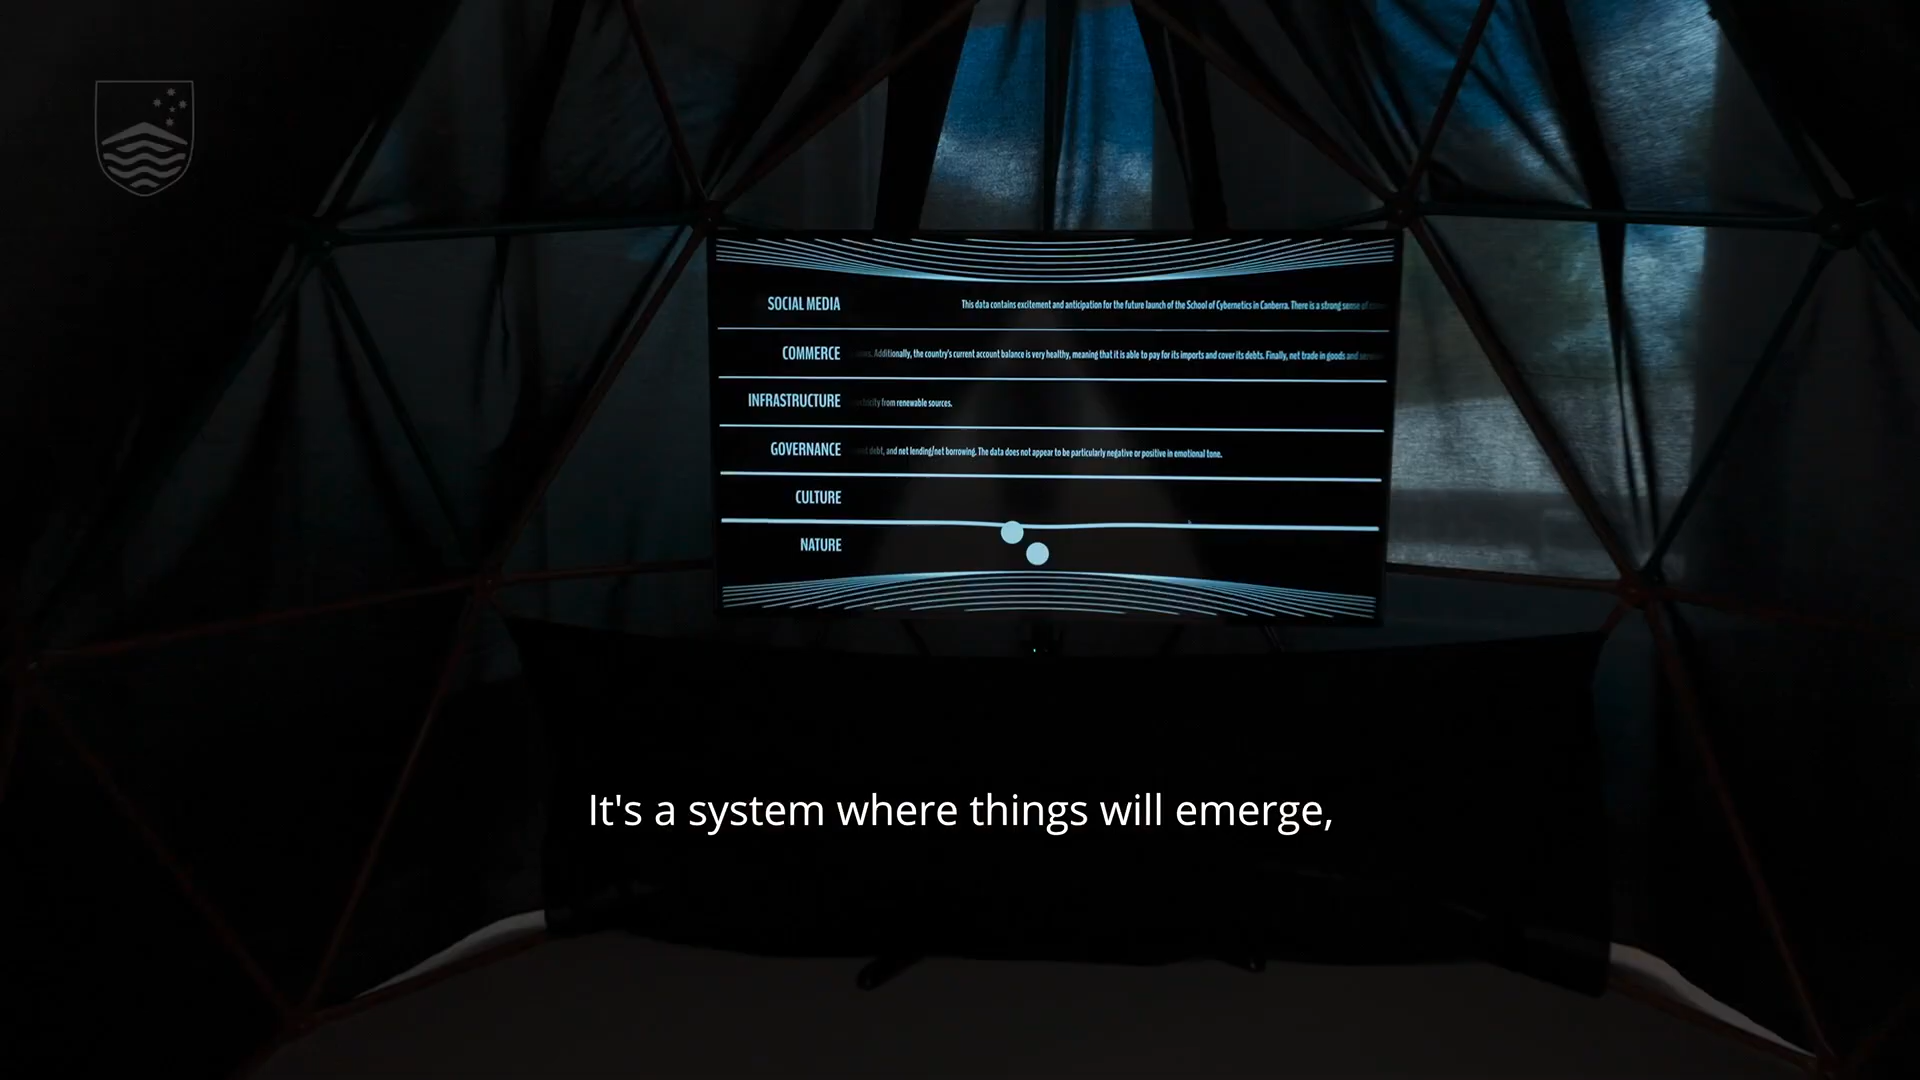 SOCIAL MEDIA This data contains excitement and anticipation for the future launch of the School of Cybernetics in Canberra. There is a strong sense of
COMMERCE Additionally, the country's current account balance is very healthy, meaning that it is able to pay for its imports and cover its debts. Finally, net trade in goods and
INFRASTRUCTURE from renewable sources.
GOVERNANCE debt, and net lending/net borrowing. The data does not appear to be particularly negative or positive in emotional tone.
CULTURE
NATURE
It's a system where things will emerge,